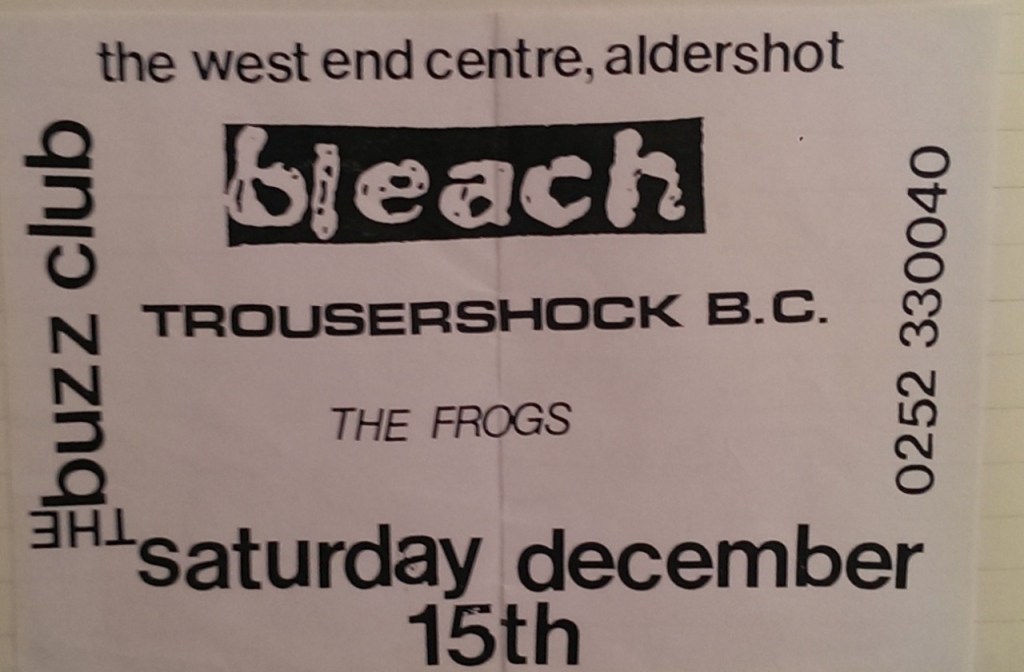 the west end centre, aldershot
bleach
TROUSERSHOCK B.C.
THE FROGS
THE
buzz club
0252 330040
saturday december
15th